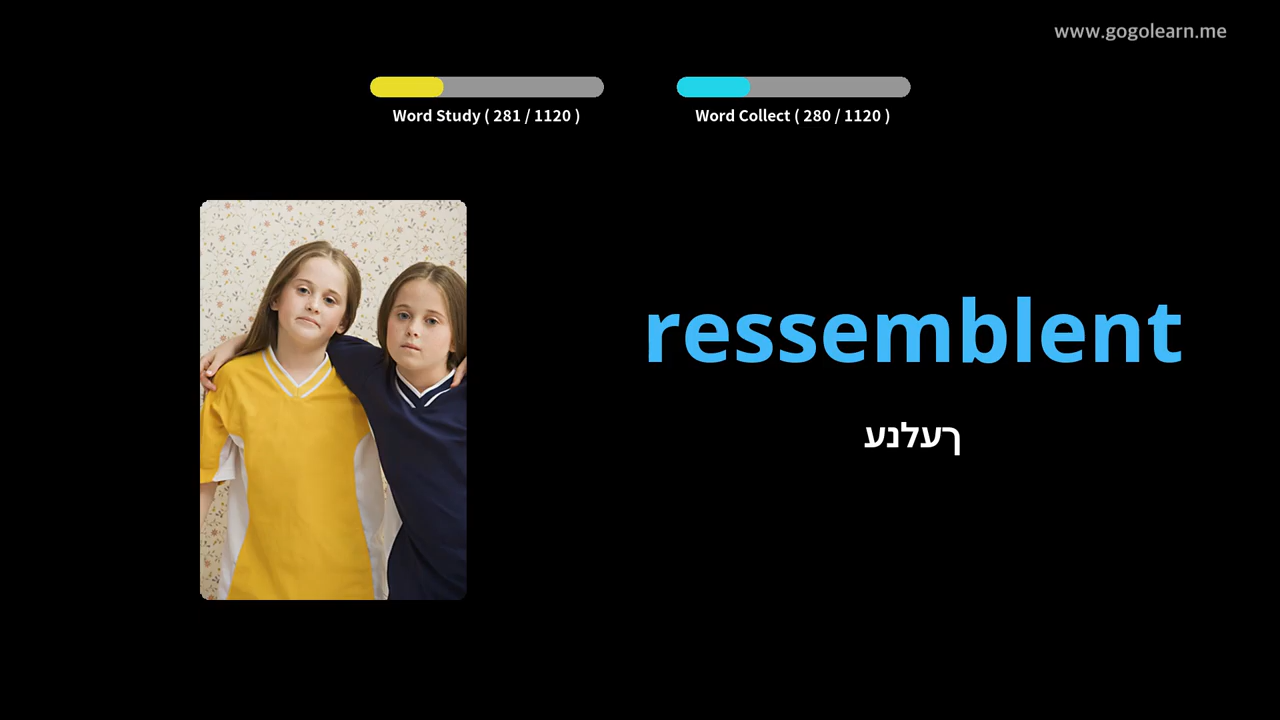 www.gogolearn.me
Word Study ( 281 / 1120 )
Word Collect ( 280 / 1120 )
ressemblent
ךעלנע